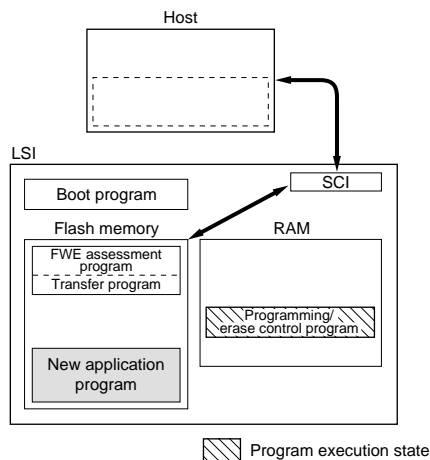 Host
LSI
SCI
Boot program
Flash memory
RAM
FWE assessment
program
Transfer program
Programming/
erase control program
New application
program
Program execution state